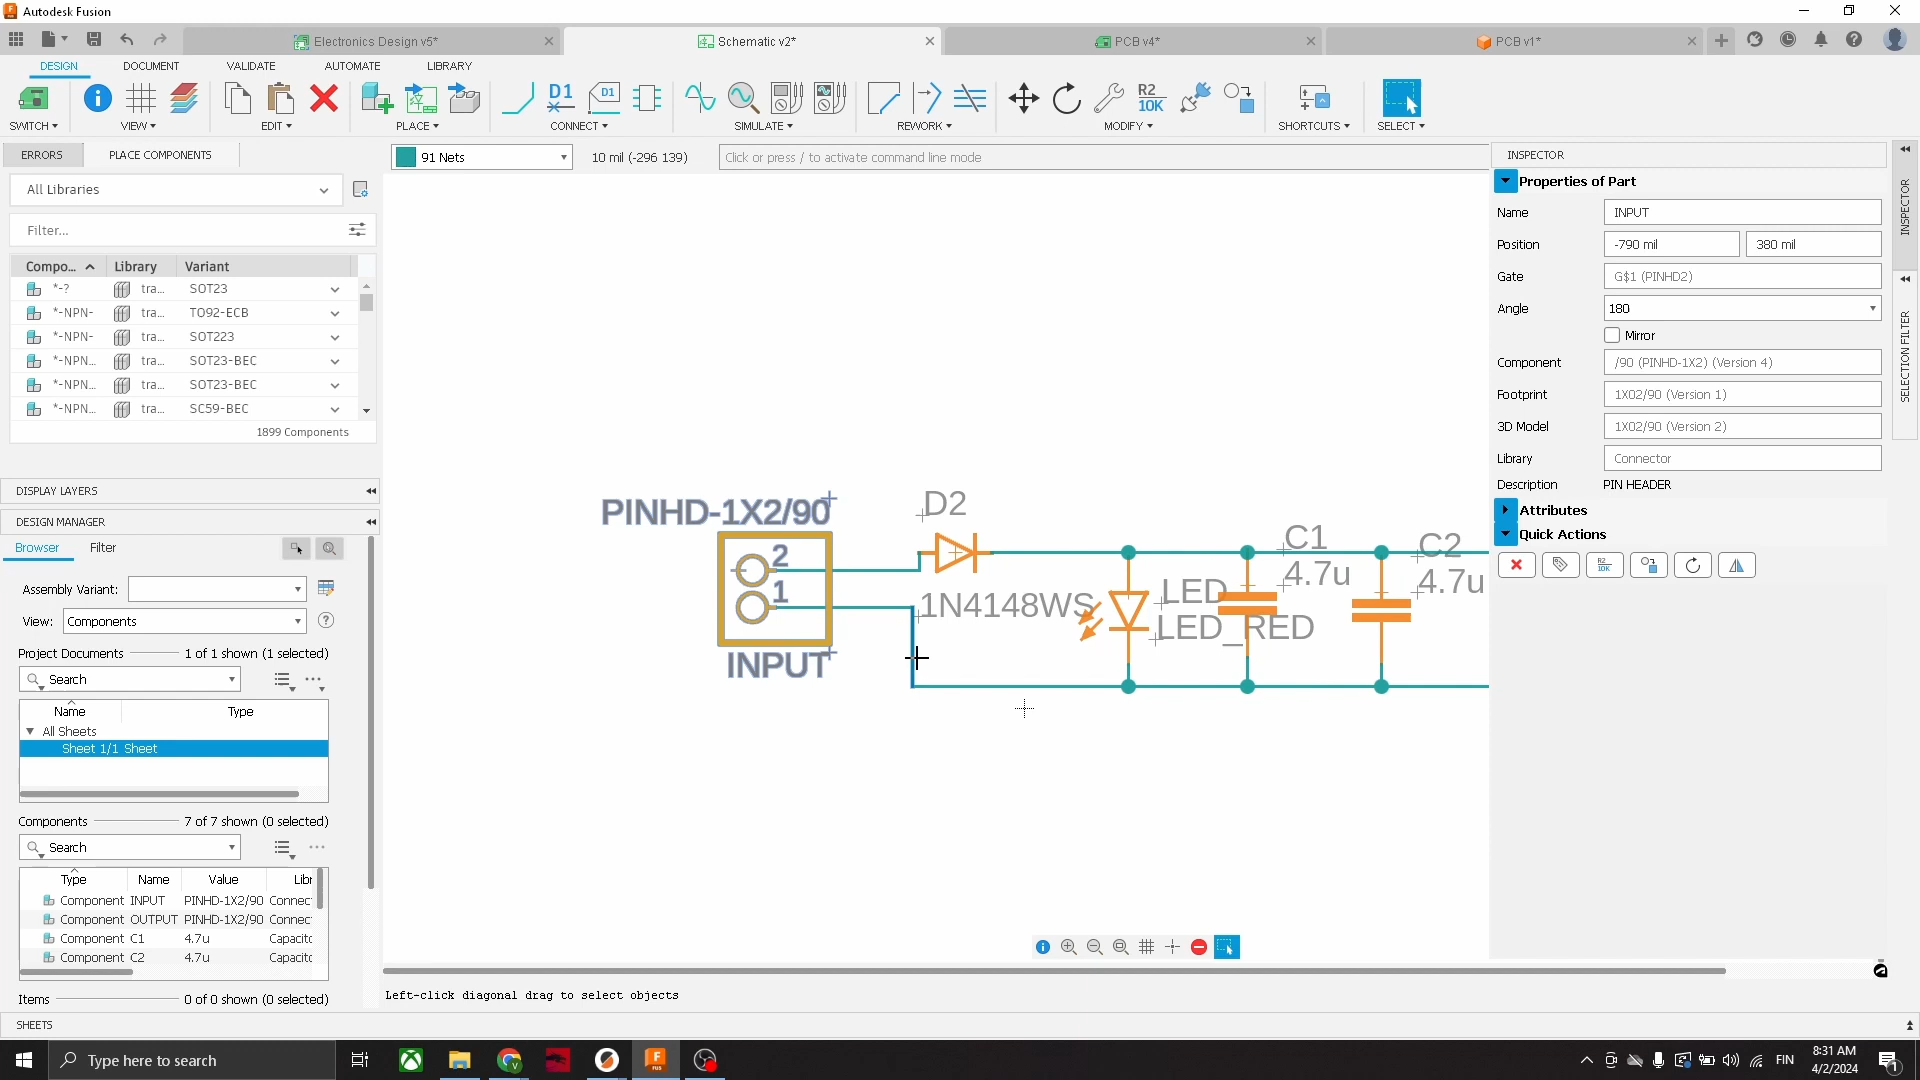 Autodesk Fusion
Electronics Design v5*
Schematic v2*
PCB v4*
PCB v1*
DESIGN
DOCUMENT
VALIDATE
AUTOMATE
LIBRARY
D1
D1
R2
10K
SWITCH
VIEW
EDIT
PLACE
CONNECT
SIMULATE
REWORK
MODIFY
SHORTCUTS
SELECT
ERRORS
PLACE COMPONENTS
91 Nets
10 mil (-296 139)
Click or press / to activate command line mode
INSPECTOR
All Libraries
Filter...
Compo...
Library
Variant
*-?
tra...
SOT23
*-NPN-
tra...
TO92-ECB
*-NPN-
tra...
SOT223
*-NPN...
tra...
SOT23-BEC
*-NPN...
tra...
SOT23-BEC
*-NPN...
tra...
SC59-BEC
1899 Components
DISPLAY LAYERS
DESIGN MANAGER
Browser
Filter
Assembly Variant:
View:
Components
Project Documents
1 of 1 shown (1 selected)
Search
Name
Type
All Sheets
Sheet 1/1 Sheet
Components
7 of 7 shown (0 selected)
Search
Type
Name
Value
Libr
Component INPUT PINHD-1X2/90 Connec
Component OUTPUT PINHD-1X2/90 Connec
Component C1 4.7u Capacit
Component C2 4.7u Capacit
Items
0 of 0 shown (0 selected)
SHEETS
PINHD-1X2/90
2
1
INPUT
D2
1N4148WS
LED
LED_RED
C1
4.7u
C2
4.7u
Left-click diagonal drag to select objects
Properties of Part
Name
INPUT
Position
-790 mil
380 mil
Gate
G$1 (PINHD2)
Angle
180
Mirror
Component
/90 (PINHD-1X2) (Version 4)
Footprint
1X02/90 (Version 1)
3D Model
1X02/90 (Version 2)
Library
Connector
Description
PIN HEADER
Attributes
Quick Actions
R2
10K
INSPECTOR
SELECTION FILTER
Type here to search
FIN
8:31 AM
4/2/2024
1